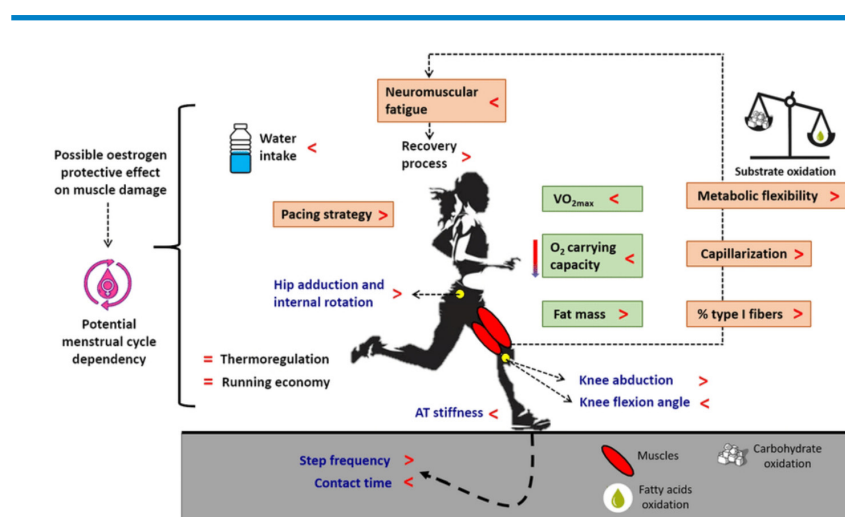 Neuromuscular
fatigue <
Water
intake <
Recovery
process >
Possible oestrogen
protective effect
on muscle damage
Substrate oxidation
Pacing strategy >
VO2max <
Metabolic flexibility >
O2 carrying
capacity <
Capillarization >
Hip adduction and
internal rotation >
Fat mass >
% type I fibers >
Potential
menstrual cycle
dependency
= Thermoregulation
= Running economy
Knee abduction >
Knee flexion angle <
AT stiffness <
Step frequency >
Contact time <
Muscles
Carbohydrate
oxidation
Fatty acids
oxidation